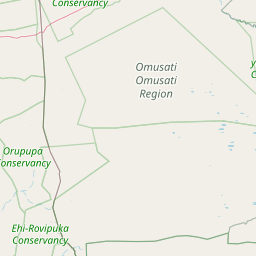 Conservancy
Omusati
Omusati
Region
y
C
Orupupa
Conservancy
Ehi-Rovipuka
Conservancy